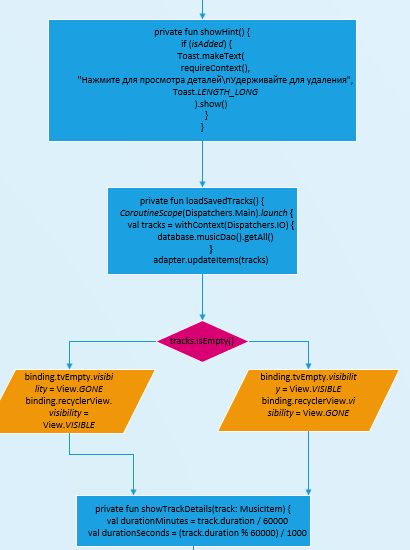 private fun showHint() {
if (isAdded) {
Toast.makeText(
requireContext(),
"Нажмите для просмотра деталей\nУдерживайте для удаления",
Toast.LENGTH_LONG
).show()
}
}
private fun loadSavedTracks() {
CoroutineScope(Dispatchers.Main).launch {
val tracks = withContext(Dispatchers.IO) {
database.musicDao().getAll()
}
adapter.updateItems(tracks)
tracks.isEmpty()
binding.tvEmpty.visibi
lity = View.GONE
binding.recyclerView.
visibility =
View.VISIBLE
binding.tvEmpty.visibilit
y = View.VISIBLE
binding.recyclerView.vi
sibility = View.GONE
private fun showTrackDetails(track: MusicItem) {
val durationMinutes = track.duration / 60000
val durationSeconds = (track.duration % 60000) / 1000